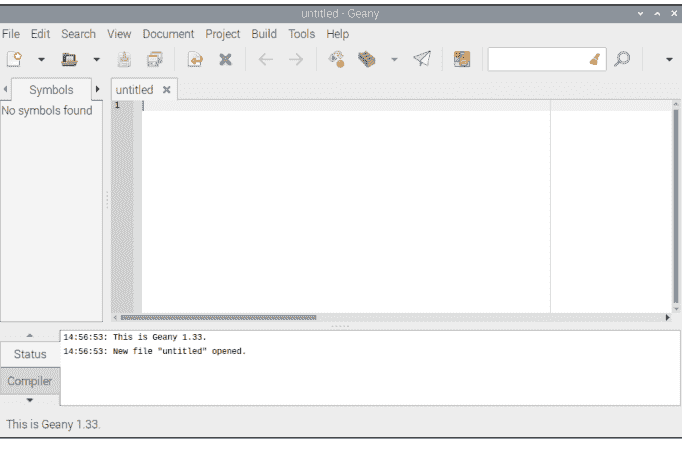 untitled - Geany
File Edit Search View Document Project Build Tools Help
Symbols
untitled
No symbols found
1
14:56:53: This is Geany 1.33.
14:56:53: New file "untitled" opened.
Status
Compiler
This is Geany 1.33.